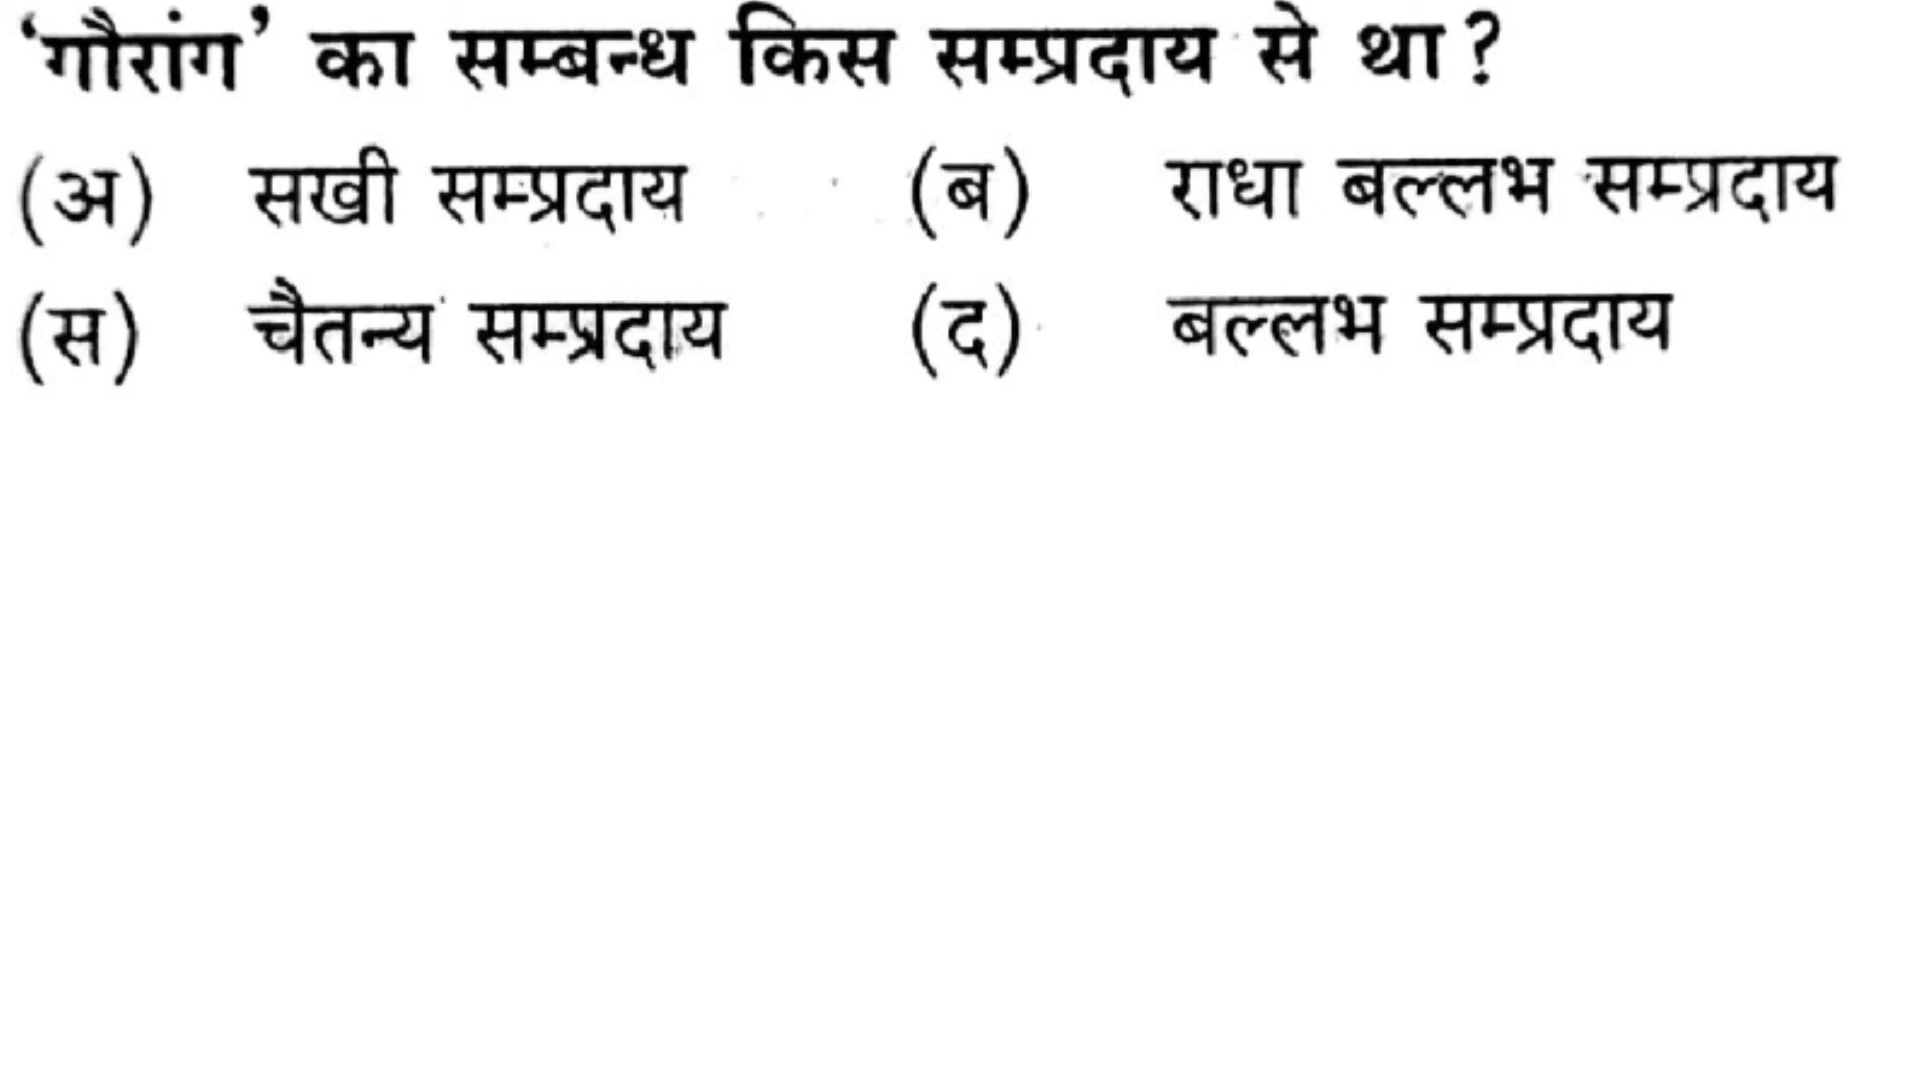 ‘गौरांग’ का सम्बन्ध किस सम्प्रदाय से था?
(अ) सखी सम्प्रदाय (ब) राधा बल्लभ सम्प्रदाय
(स) चैतन्य सम्प्रदाय (द) बल्लभ सम्प्रदाय